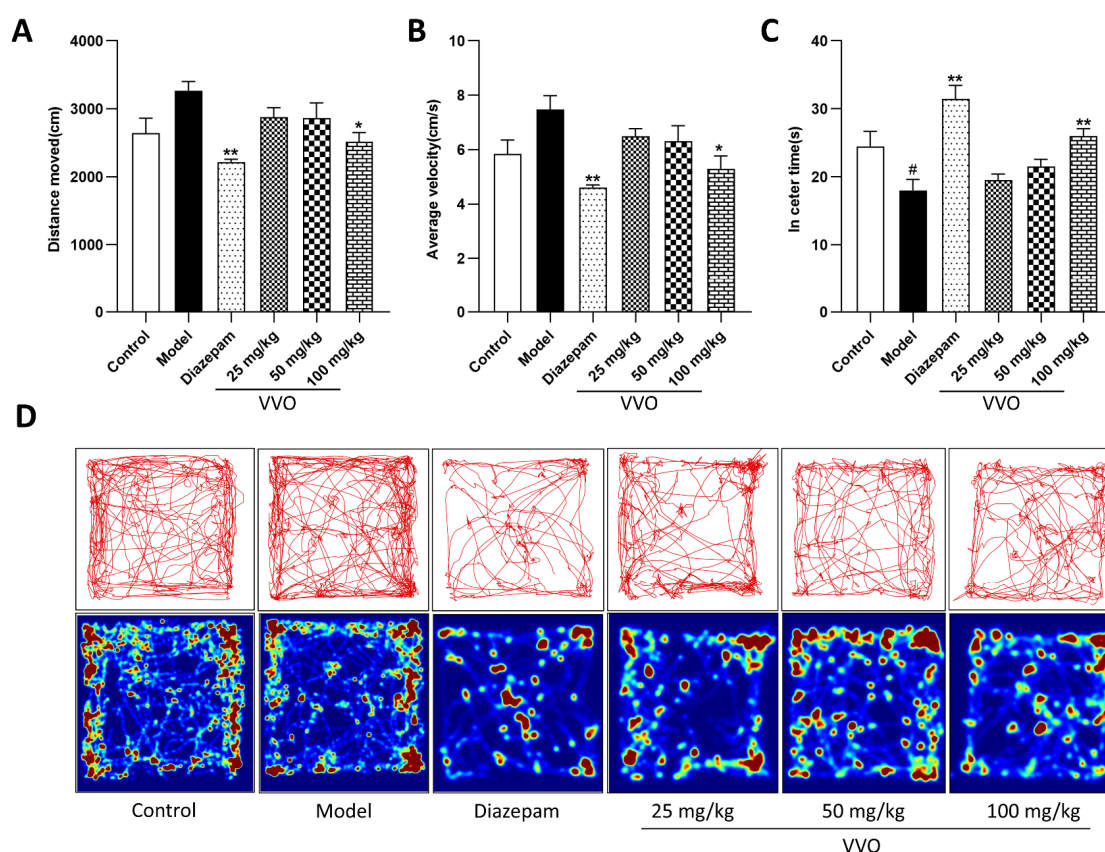 A
Distance moved(cm)
4000
3000
2000
1000
0
**
*
Control
Model
Diazepam
25 mg/kg
50 mg/kg
100 mg/kg
VVO
B
Average velocity(cm/s)
10
8
6
4
2
0
**
*
Control
Model
Diazepam
25 mg/kg
50 mg/kg
100 mg/kg
VVO
C
In ceter time(s)
40
30
20
10
0
#
**
**
Control
Model
Diazepam
25 mg/kg
50 mg/kg
100 mg/kg
VVO
D
Control
Model
Diazepam
25 mg/kg
50 mg/kg
100 mg/kg
VVO